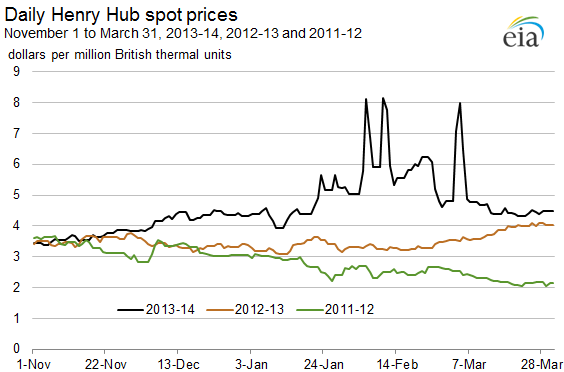 Daily Henry Hub spot prices
November 1 to March 31, 2013-14, 2012-13 and 2011-12
dollars per million British thermal units
eia
9
8
7
6
5
4
3
2
1
0
2013-14 2012-13 2011-12
1-Nov 22-Nov 13-Dec 3-Jan 24-Jan 14-Feb 7-Mar 28-Mar